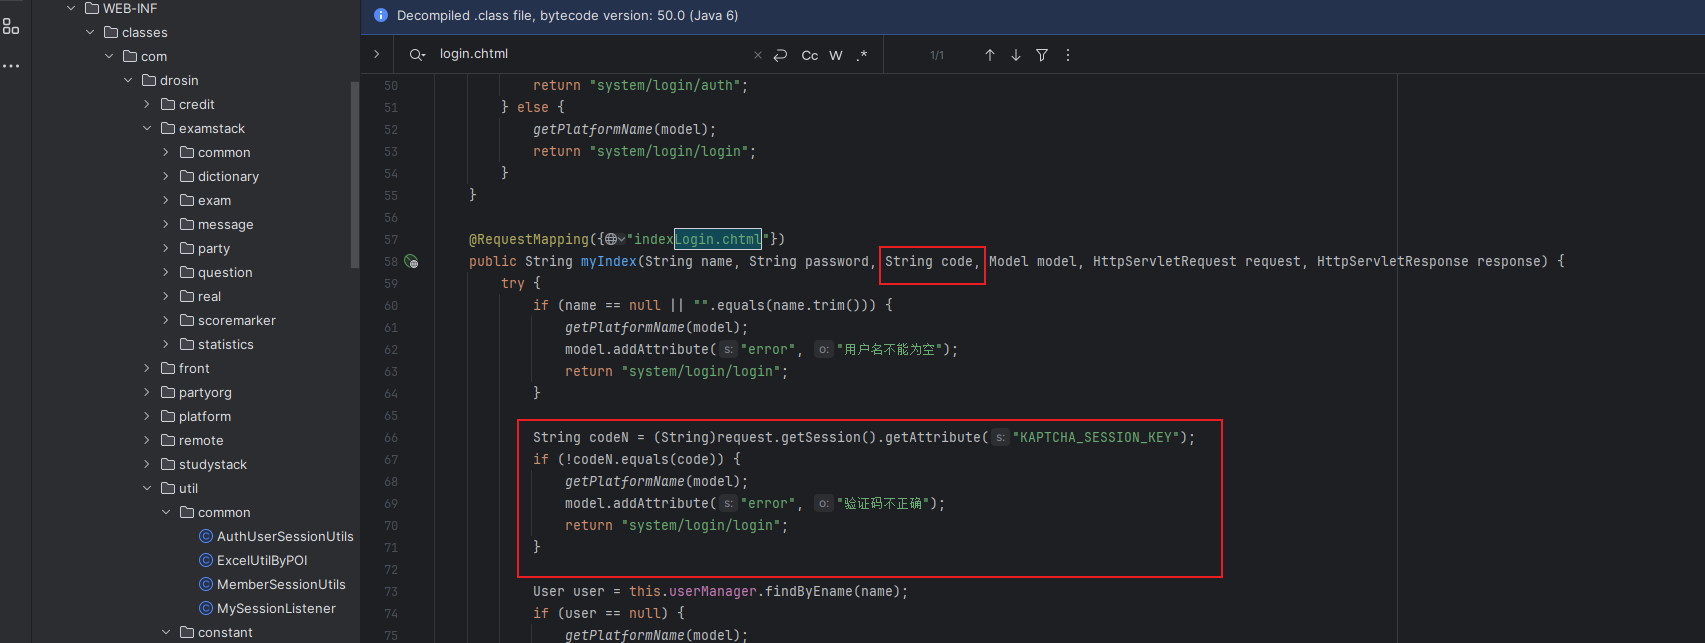 WEB-INF
classes
com
drosin
credit
examstack
common
dictionary
exam
message
party
question
real
scoremarker
statistics
front
partyorg
platform
remote
studystack
util
common
AuthUserSessionUtils
ExcelUtilByPOI
MemberSessionUtils
MySessionListener
constant
Decompiled .class file, bytecode version: 50.0 (Java 6)
login.chtml
Cc W .*
1/1
50 return "system/login/auth";
51 } else {
52 getPlatformName(model);
53 return "system/login/login";
54 }
55 }
56
57 @RequestMapping({"indexLogin.chtml"})
58 public String myIndex(String name, String password, String code, Model model, HttpServletRequest request, HttpServletResponse response) {
59 try {
60 if (name == null || "".equals(name.trim())) {
61 getPlatformName(model);
62 model.addAttribute( s: "error", o: "用户名不能为空");
63 return "system/login/login";
64 }
65
66 String codeN = (String)request.getSession().getAttribute( s: "KAPTCHA_SESSION_KEY");
67 if (!codeN.equals(code)) {
68 getPlatformName(model);
69 model.addAttribute( s: "error", o: "验证码不正确");
70 return "system/login/login";
71 }
72
73 User user = this.userManager.findByEname(name);
74 if (user == null) {
75 getPlatformName(model);